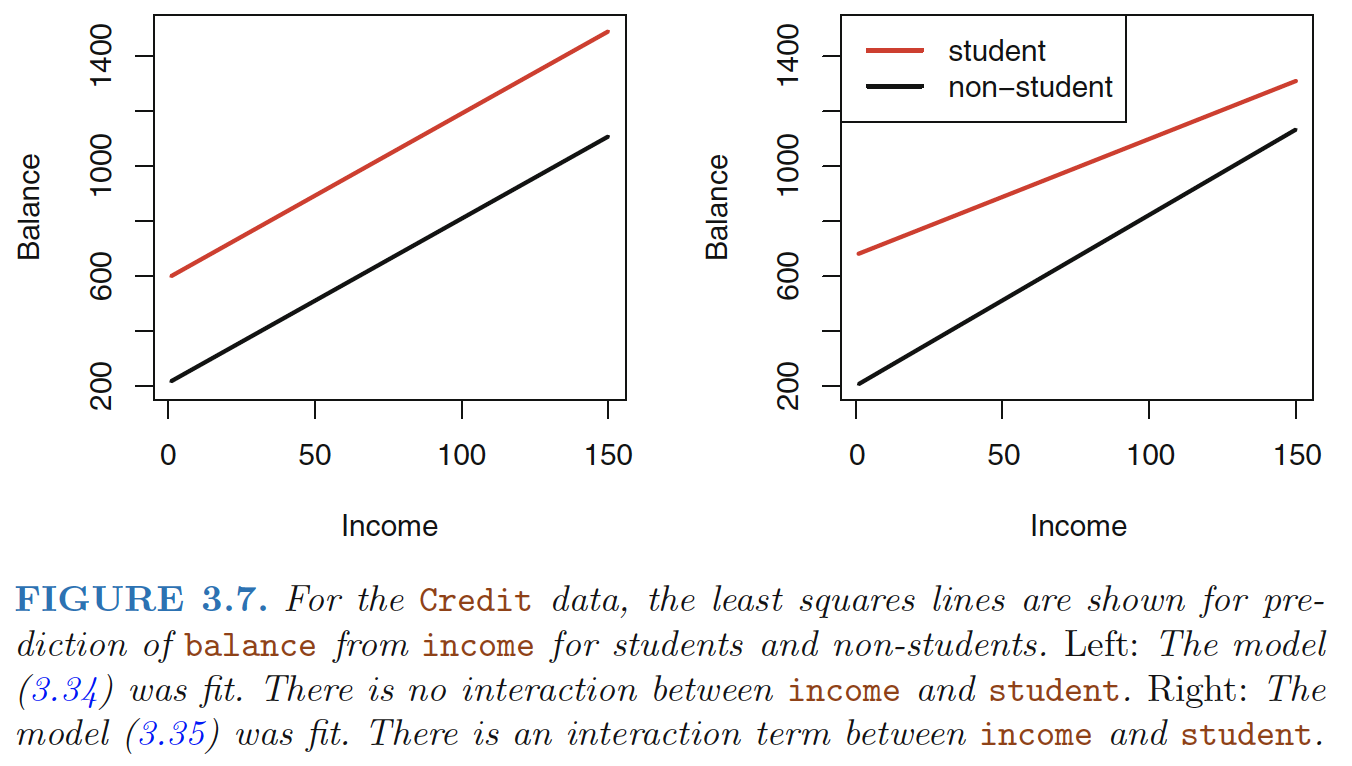 Balance
1400
1000
600
200
0 50 100 150
Income
Balance
1400
1000
600
200
student
non−student
0 50 100 150
Income
FIGURE 3.7. For the Credit data, the least squares lines are shown for pre-
diction of balance from income for students and non-students. Left: The model
(3.34) was fit. There is no interaction between income and student. Right: The
model (3.35) was fit. There is an interaction term between income and student.